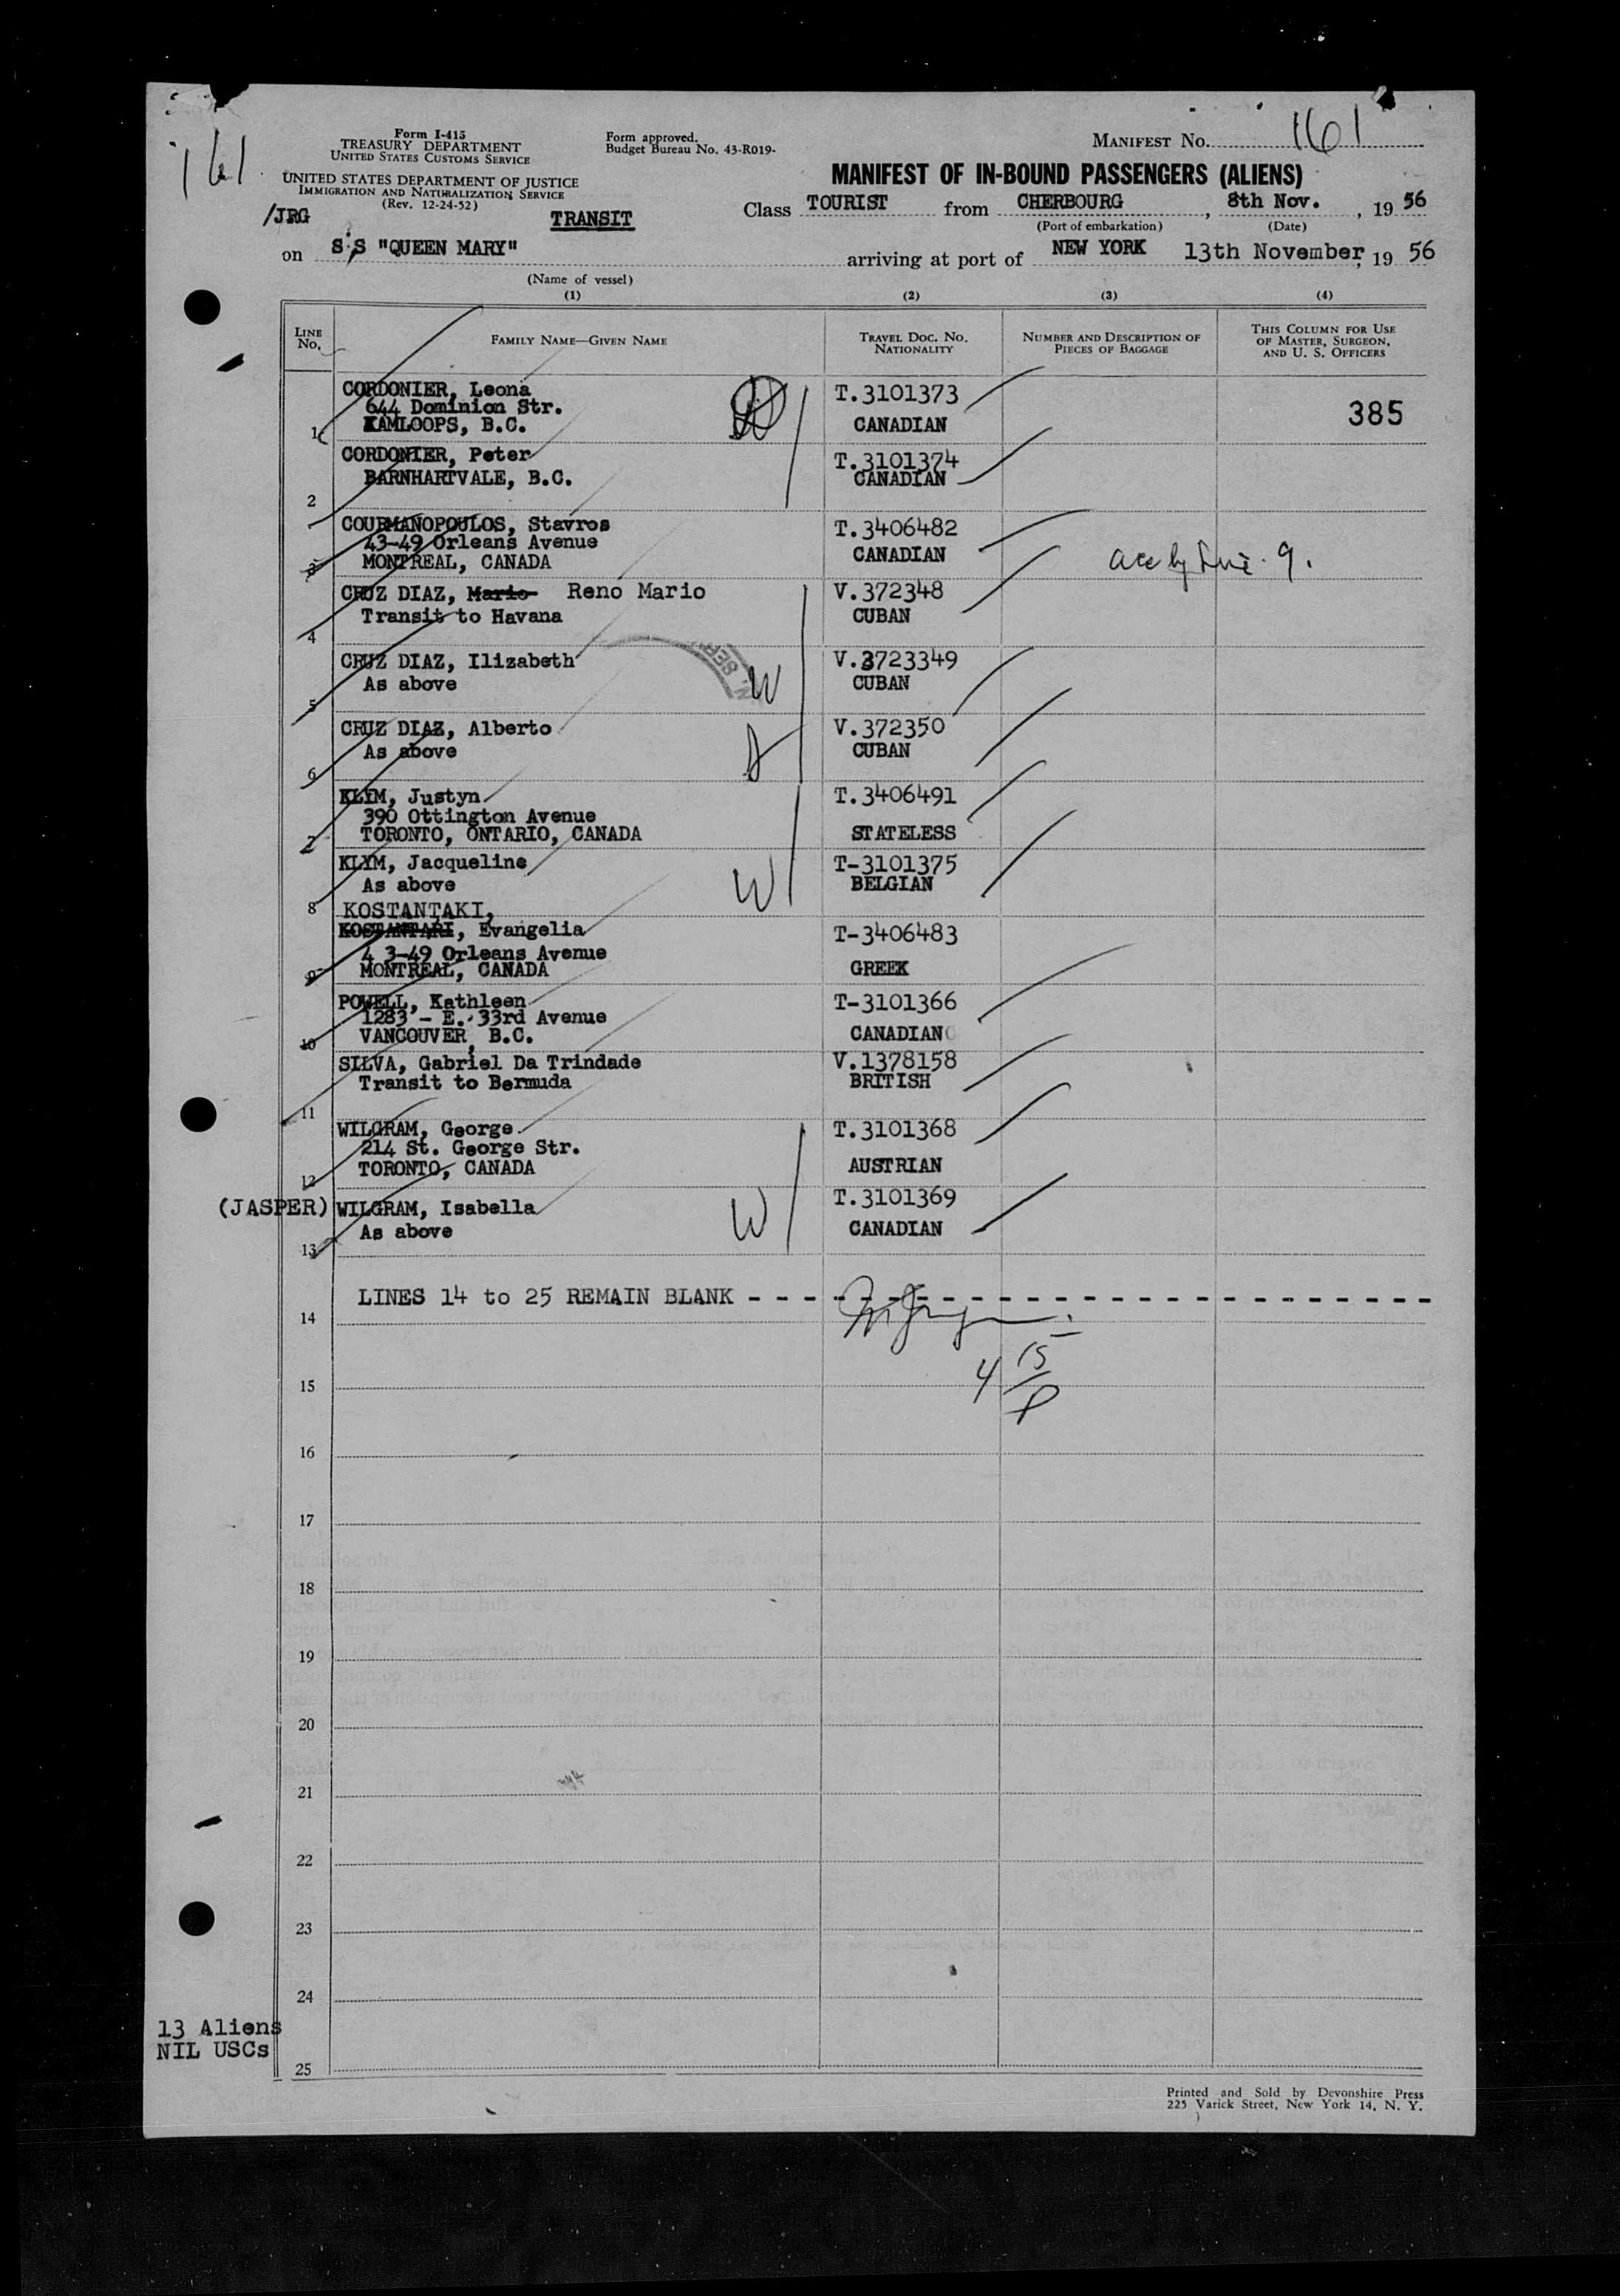 161
Form I-415
TREASURY DEPARTMENT
UNITED STATES CUSTOMS SERVICE
UNITED STATES DEPARTMENT OF JUSTICE
IMMIGRATION AND NATURALIZATION SERVICE
(Rev. 12-24-52)
Form approved.
Budget Bureau No. 43-R019-
MANIFEST No. 161
MANIFEST OF IN-BOUND PASSENGERS (ALIENS)
/JRG TRANSIT
Class TOURIST from CHERBOURG, 8th Nov., 19 56
(Port of embarkation) (Date)
on S.S "QUEEN MARY" arriving at port of NEW YORK 13th November, 19 56
(Name of vessel)
(1) (2) (3) (4)
LINE No. FAMILY NAME—GIVEN NAME TRAVEL DOC. NO. NATIONALITY NUMBER AND DESCRIPTION OF PIECES OF BAGGAGE THIS COLUMN FOR USE OF MASTER, SURGEON, AND U. S. OFFICERS
CORDONIER, Leona T.3101373
644 Dominion Str. 385
1 KAMLOOPS, B.C. CANADIAN
CORDONIER, Peter T.3101374
BARNHARTVALE, B.C. CANADIAN
2
COURMANOPOULOS, Stavros T.3406482
43-49 Orleans Avenue
3 MONTREAL, CANADA CANADIAN 9.
CRUZ DIAZ, Mario Reno Mario V.372348
Transit to Havana CUBAN
4
CRUZ DIAZ, Ilizabeth V.3723349
As above W CUBAN
5
CRUZ DIAZ, Alberto V.372350
As above CUBAN
6
KLYM, Justyn T.3406491
390 Ottington Avenue
7 TORONTO, ONTARIO, CANADA STATELESS
KLYM, Jacqueline T-3101375
As above W BELGIAN
8 KOSTANTAKI,
KOSTANTARI, Evangelia T-3406483
4 3-49 Orleans Avenue
9 MONTREAL, CANADA GREEK
POWELL, Kathleen T-3101366
1283 - E. 33rd Avenue
10 VANCOUVER, B.C. CANADIAN
SILVA, Gabriel Da Trindade V.1378158
Transit to Bermuda BRITISH
11
WILGRAM, George T.3101368
214 St. George Str.
12 TORONTO, CANADA AUSTRIAN
(JASPER) WILGRAM, Isabella T.3101369
As above W CANADIAN
13
LINES 14 to 25 REMAIN BLANK - - - - - - - - - - - - - - - - - - - - - - - - -
14
4 15/P
15
16
17
18
19
20
21
22
23
24
13 Aliens
NIL USCs
25
Printed and Sold by Devonshire Press
225 Varick Street, New York 14, N. Y.